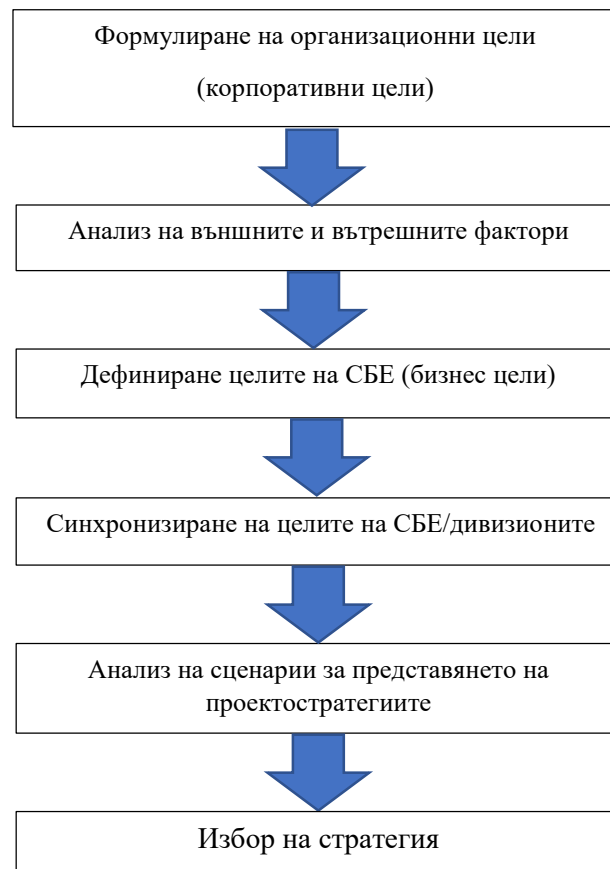 Формулиране на организационни цели
(корпоративни цели)
Анализ на външните и вътрешните фактори
Дефиниране целите на СБЕ (бизнес цели)
Синхронизиране на целите на СБЕ/дивизионите
Анализ на сценарии за представянето на
проектостратегиите
Избор на стратегия